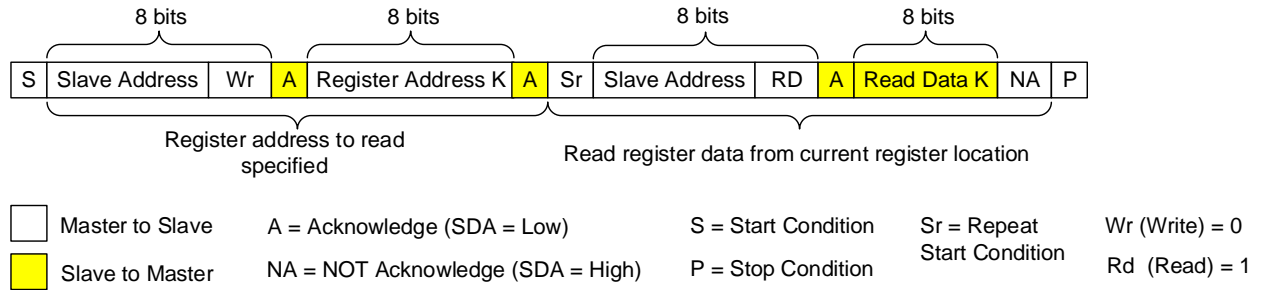 8 bits 8 bits 8 bits 8 bits
S Slave Address Wr A Register Address K A Sr Slave Address RD A Read Data K NA P
Register address to read
specified
Read register data from current register location
Master to Slave A = Acknowledge (SDA = Low) S = Start Condition Sr = Repeat
Start Condition Wr (Write) = 0
Slave to Master NA = NOT Acknowledge (SDA = High) P = Stop Condition Rd (Read) = 1